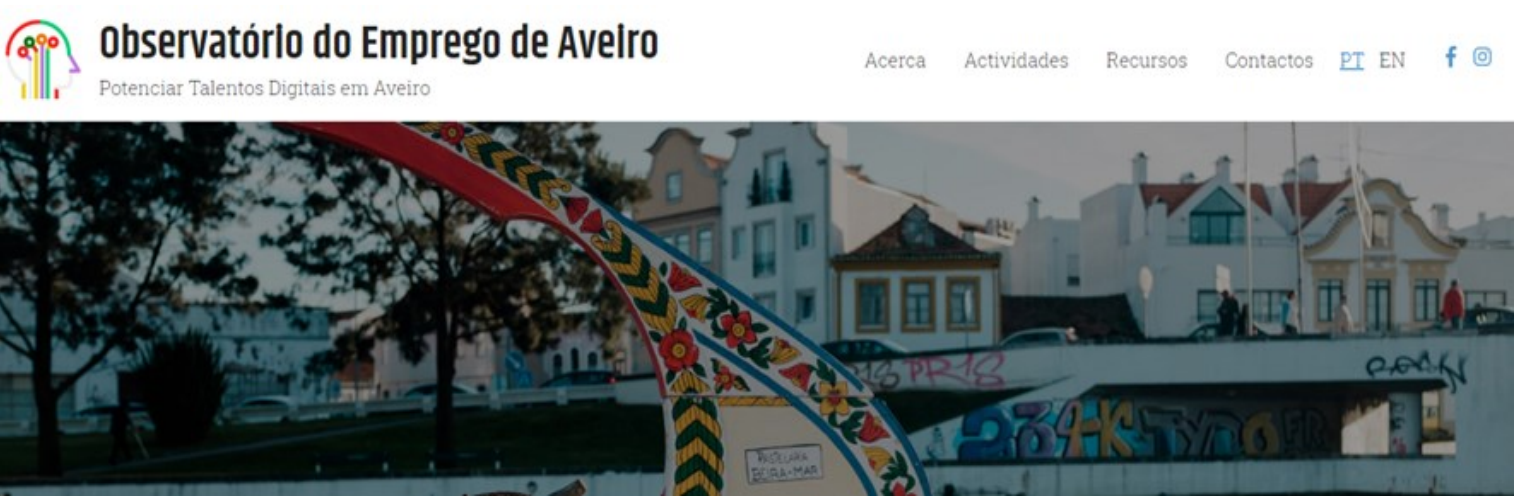 Observatório do Emprego de Aveiro
Potenciar Talentos Digitais em Aveiro
Acerca Actividades Recursos Contactos PT EN
PR1S
PASTELARIA
BEIRA-MAR